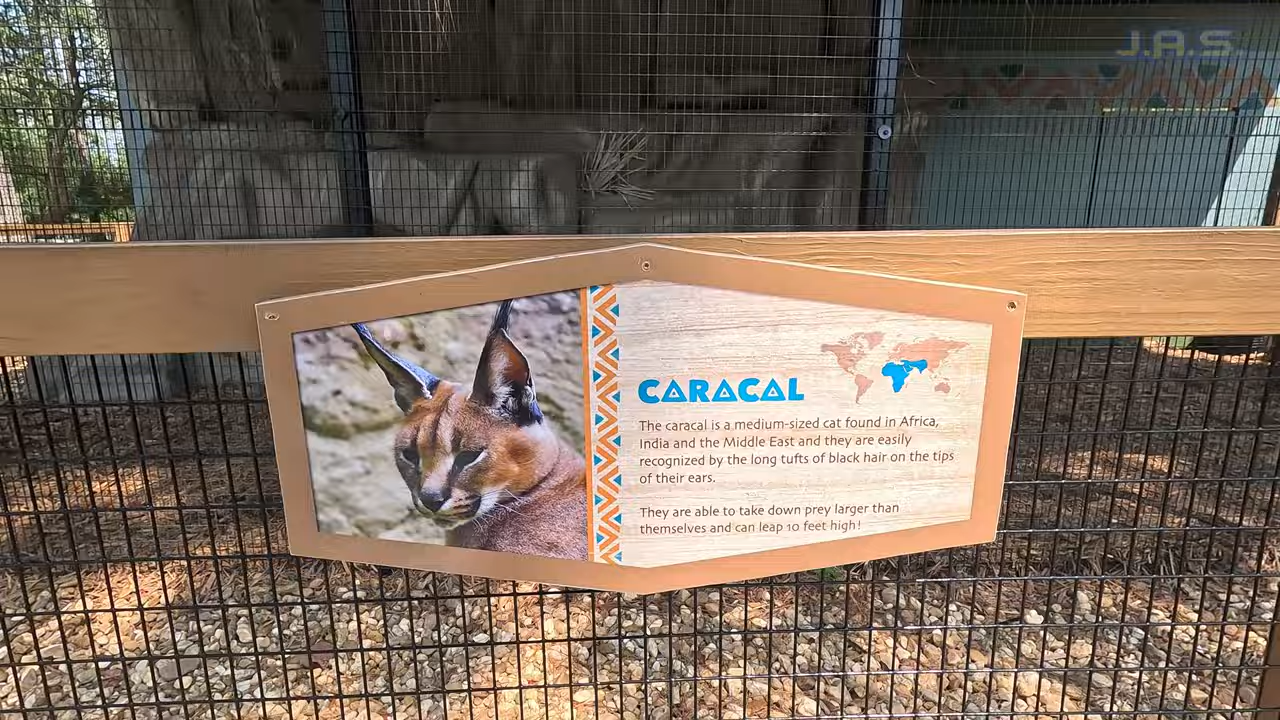 J.A.S.
CARACAL
The caracal is a medium-sized cat found in Africa,
India and the Middle East and they are easily
recognized by the long tufts of black hair on the tips
of their ears.
They are able to take down prey larger than
themselves and can leap 10 feet high!